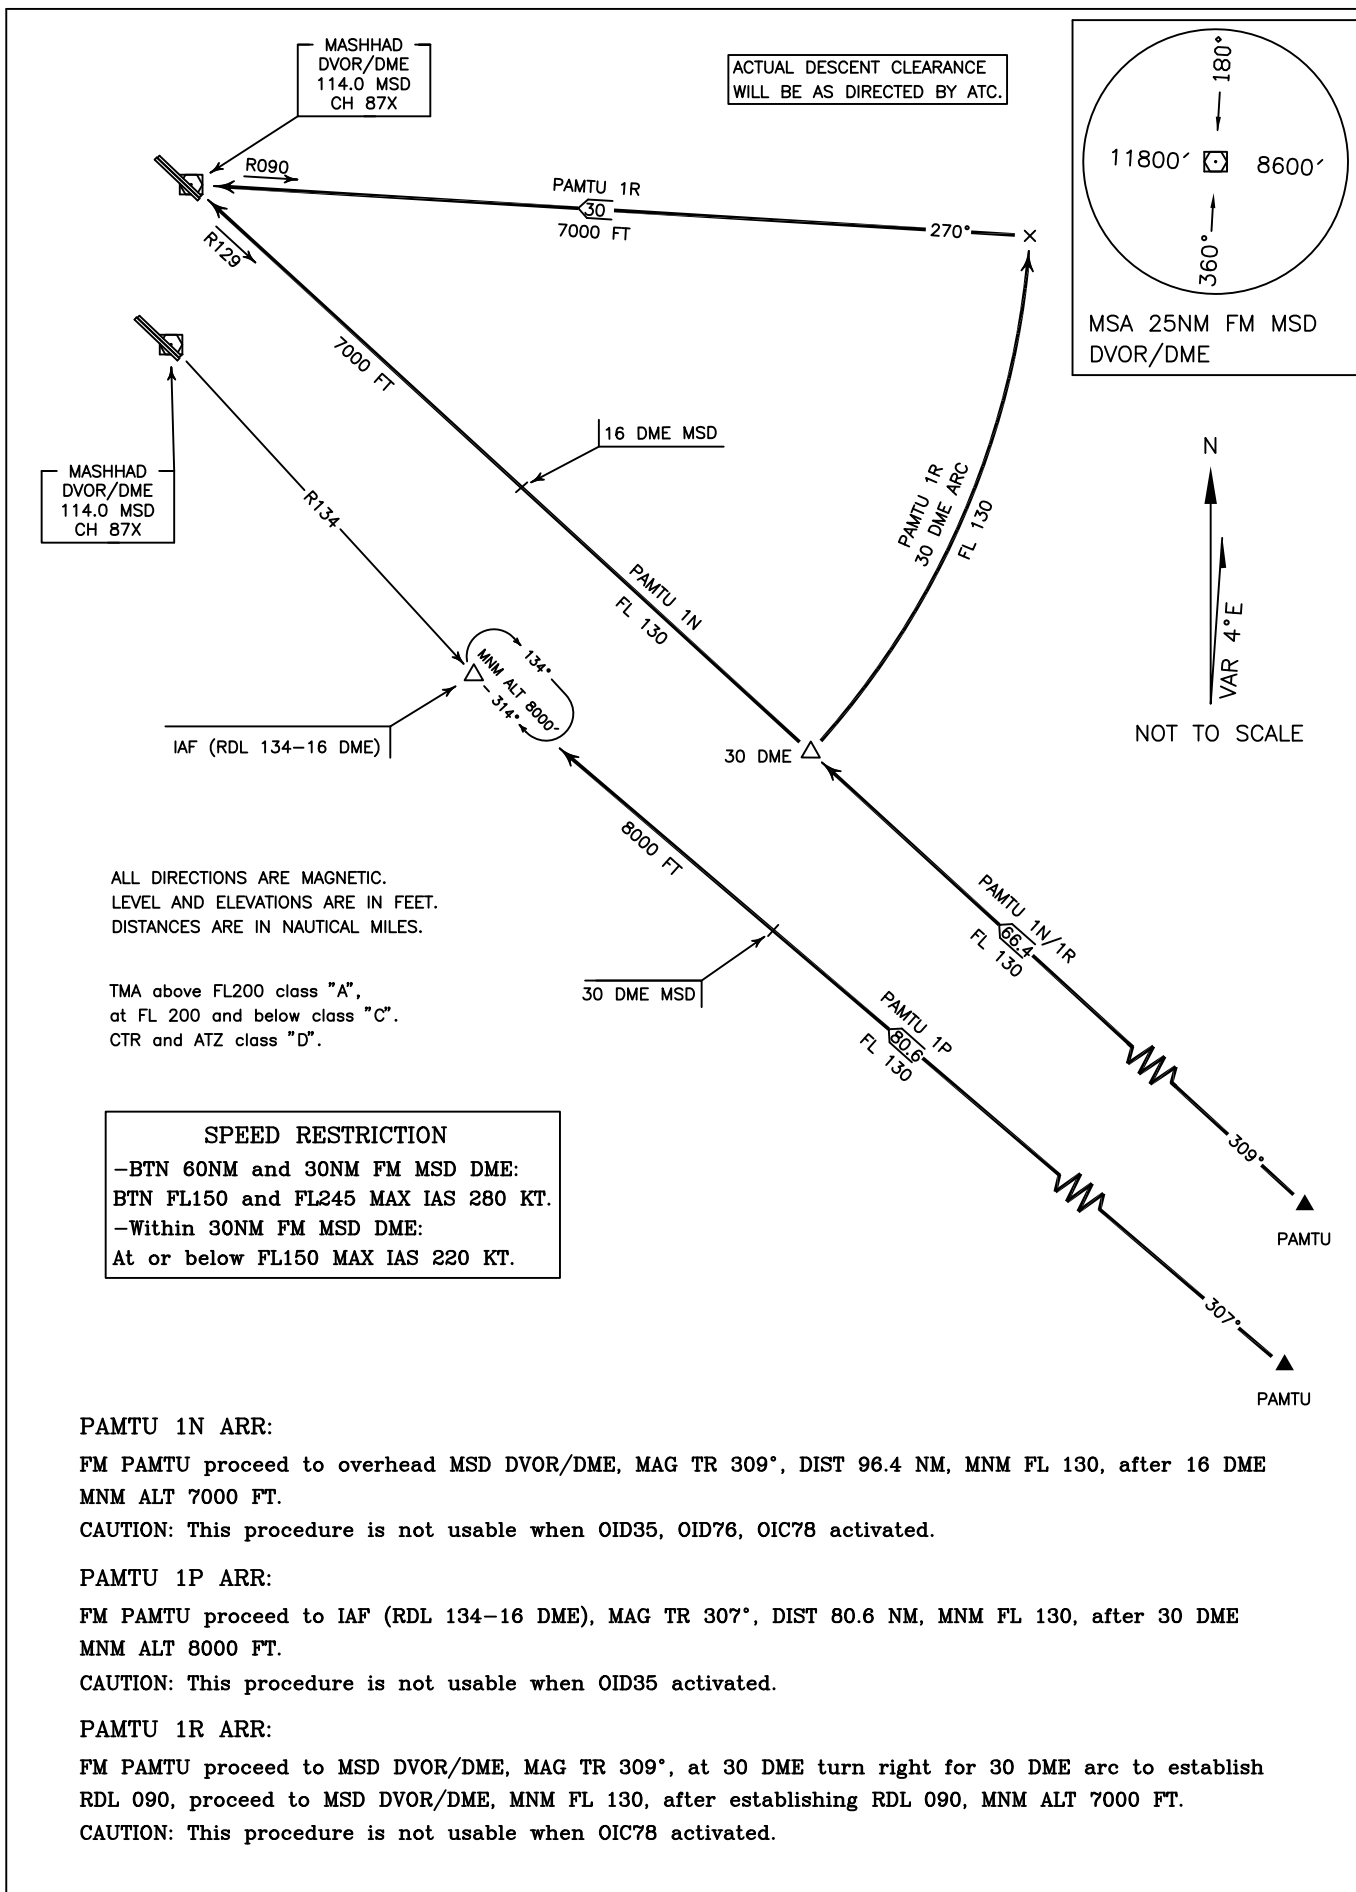 MASHHAD
DVOR/DME
114.0 MSD
CH 87X
ACTUAL DESCENT CLEARANCE
WILL BE AS DIRECTED BY ATC.
180°
11800′
8600′
360°
MSA 25NM FM MSD
DVOR/DME
R090
PAMTU 1R
30
7000 FT
270°
R129
7000 FT
16 DME MSD
MASHHAD
DVOR/DME
114.0 MSD
CH 87X
R134
PAMTU 1R
30 DME ARC
FL 130
N
VAR 4°E
NOT TO SCALE
PAMTU 1N
FL 130
134°
MNM ALT 8000′
314°
IAF (RDL 134-16 DME)
30 DME
8000 FT
ALL DIRECTIONS ARE MAGNETIC.
LEVEL AND ELEVATIONS ARE IN FEET.
DISTANCES ARE IN NAUTICAL MILES.
PAMTU 1N/1R
66.4
FL 130
TMA above FL200 class "A",
at FL 200 and below class "C".
CTR and ATZ class "D".
30 DME MSD
PAMTU 1P
80.6
FL 130
309°
PAMTU
307°
PAMTU
SPEED RESTRICTION
-BTN 60NM and 30NM FM MSD DME:
BTN FL150 and FL245 MAX IAS 280 KT.
-Within 30NM FM MSD DME:
At or below FL150 MAX IAS 220 KT.
PAMTU 1N ARR:
FM PAMTU proceed to overhead MSD DVOR/DME, MAG TR 309°, DIST 96.4 NM, MNM FL 130, after 16 DME
MNM ALT 7000 FT.
CAUTION: This procedure is not usable when OID35, OID76, OIC78 activated.
PAMTU 1P ARR:
FM PAMTU proceed to IAF (RDL 134-16 DME), MAG TR 307°, DIST 80.6 NM, MNM FL 130, after 30 DME
MNM ALT 8000 FT.
CAUTION: This procedure is not usable when OID35 activated.
PAMTU 1R ARR:
FM PAMTU proceed to MSD DVOR/DME, MAG TR 309°, at 30 DME turn right for 30 DME arc to establish
RDL 090, proceed to MSD DVOR/DME, MNM FL 130, after establishing RDL 090, MNM ALT 7000 FT.
CAUTION: This procedure is not usable when OIC78 activated.